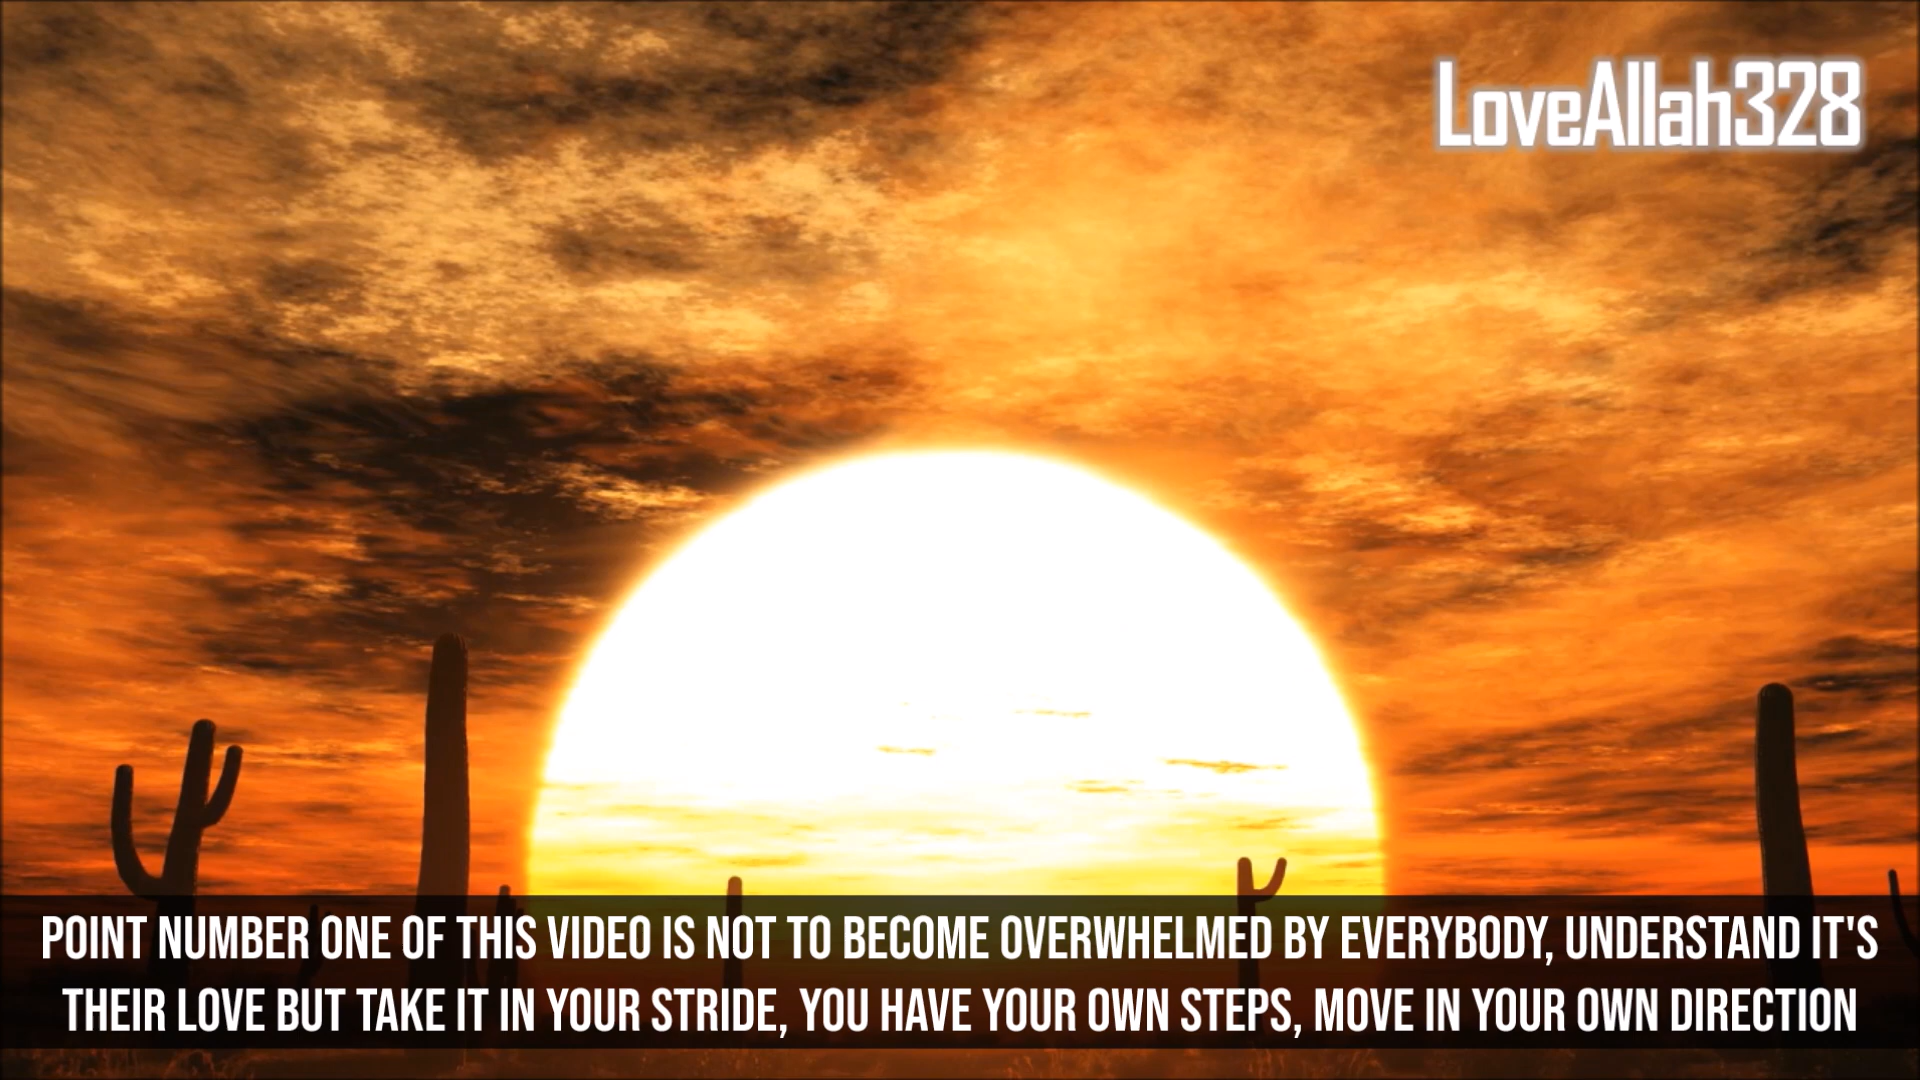 LoveAllah328
POINT NUMBER ONE OF THIS VIDEO IS NOT TO BECOME OVERWHELMED BY EVERYBODY, UNDERSTAND IT'S
THEIR LOVE BUT TAKE IT IN YOUR STRIDE, YOU HAVE YOUR OWN STEPS, MOVE IN YOUR OWN DIRECTION